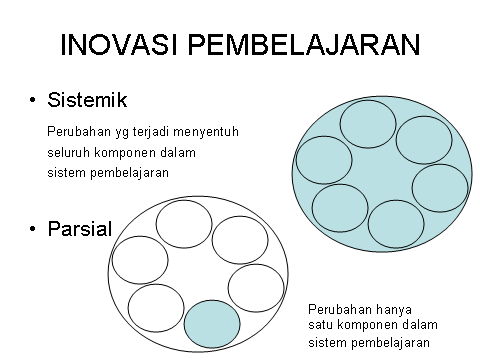 INOVASI PEMBELAJARAN
• Sistemik
Perubahan yg terjadi menyentuh
seluruh komponen dalam
sistem pembelajaran
• Parsial
Perubahan hanya
satu komponen dalam
sistem pembelajaran